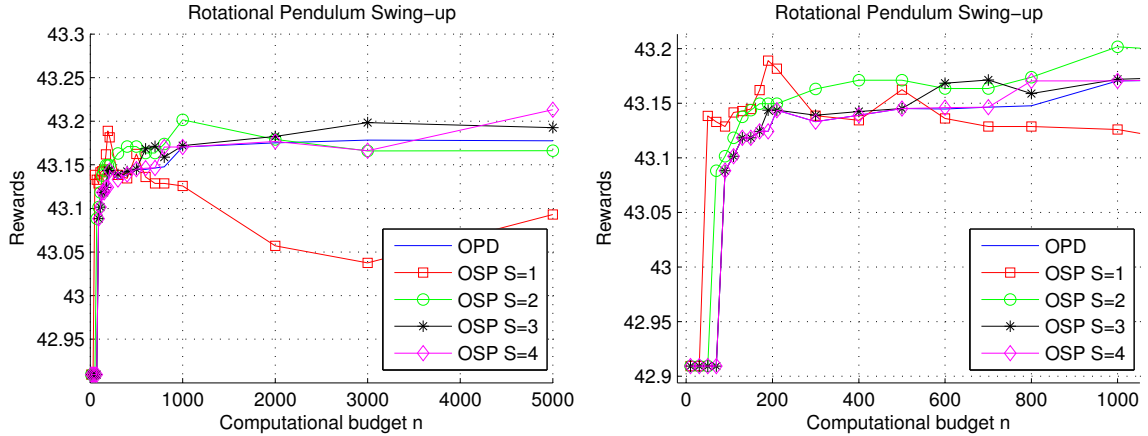 Rotational Pendulum Swing−up
43.3
43.25
43.2
43.15
43.1
43.05
43
42.95
Rewards
0
1000
2000
3000
4000
5000
Computational budget n
OPD
OSP S=1
OSP S=2
OSP S=3
OSP S=4
Rotational Pendulum Swing−up
43.2
43.15
43.1
43.05
43
42.95
42.9
Rewards
0
200
400
600
800
1000
Computational budget n
OPD
OSP S=1
OSP S=2
OSP S=3
OSP S=4